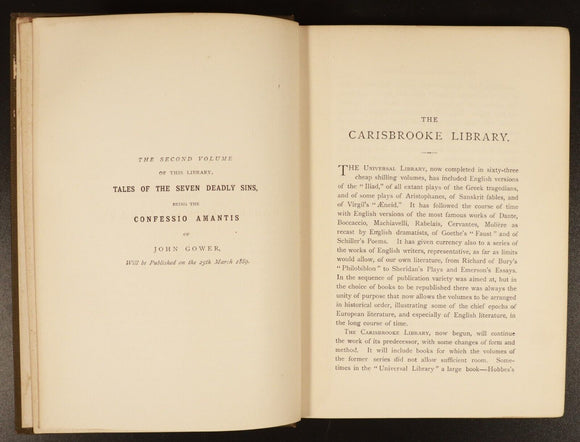 THE SECOND VOLUME
OF THIS LIBRARY,
TALES OF THE SEVEN DEADLY SINS,
BEING THE
CONFESSIO AMANTIS
OF
JOHN GOWER,
Will be Published on the 25th March 1889.
THE
CARISBROOKE LIBRARY.
THE UNIVERSAL LIBRARY, now completed in sixty-three
cheap shilling volumes, has included English versions
of the "Iliad," of all extant plays of the Greek tragedians,
and of some plays of Aristophanes, of Sanskrit fables, and
of Virgil's "Æneid." It has followed the course of time
with English versions of the most famous works of Dante,
Boccaccio, Machiavelli, Rabelais, Cervantes, Molière as
recast by English dramatists, of Goethe's "Faust" and of
Schiller's Poems. It has given currency also to a series of
the works of English writers, representative, as far as limits
would allow, of our own literature, from Richard of Bury's
"Philobiblon" to Sheridan's Plays and Emerson's Essays.
In the sequence of publication variety was aimed at, but in
the choice of books to be republished there was always the
unity of purpose that now allows the volumes to be arranged
in historical order, illustrating some of the chief epochs of
European literature, and especially of English literature, in
the long course of time.
THE CARISBROOKE LIBRARY, now begun, will continue
the work of its predecessor, with some changes of form and
method. It will include books for which the volumes of
the former series did not allow sufficient room. Some-
times in the "Universal Library" a large book—Hobbes's